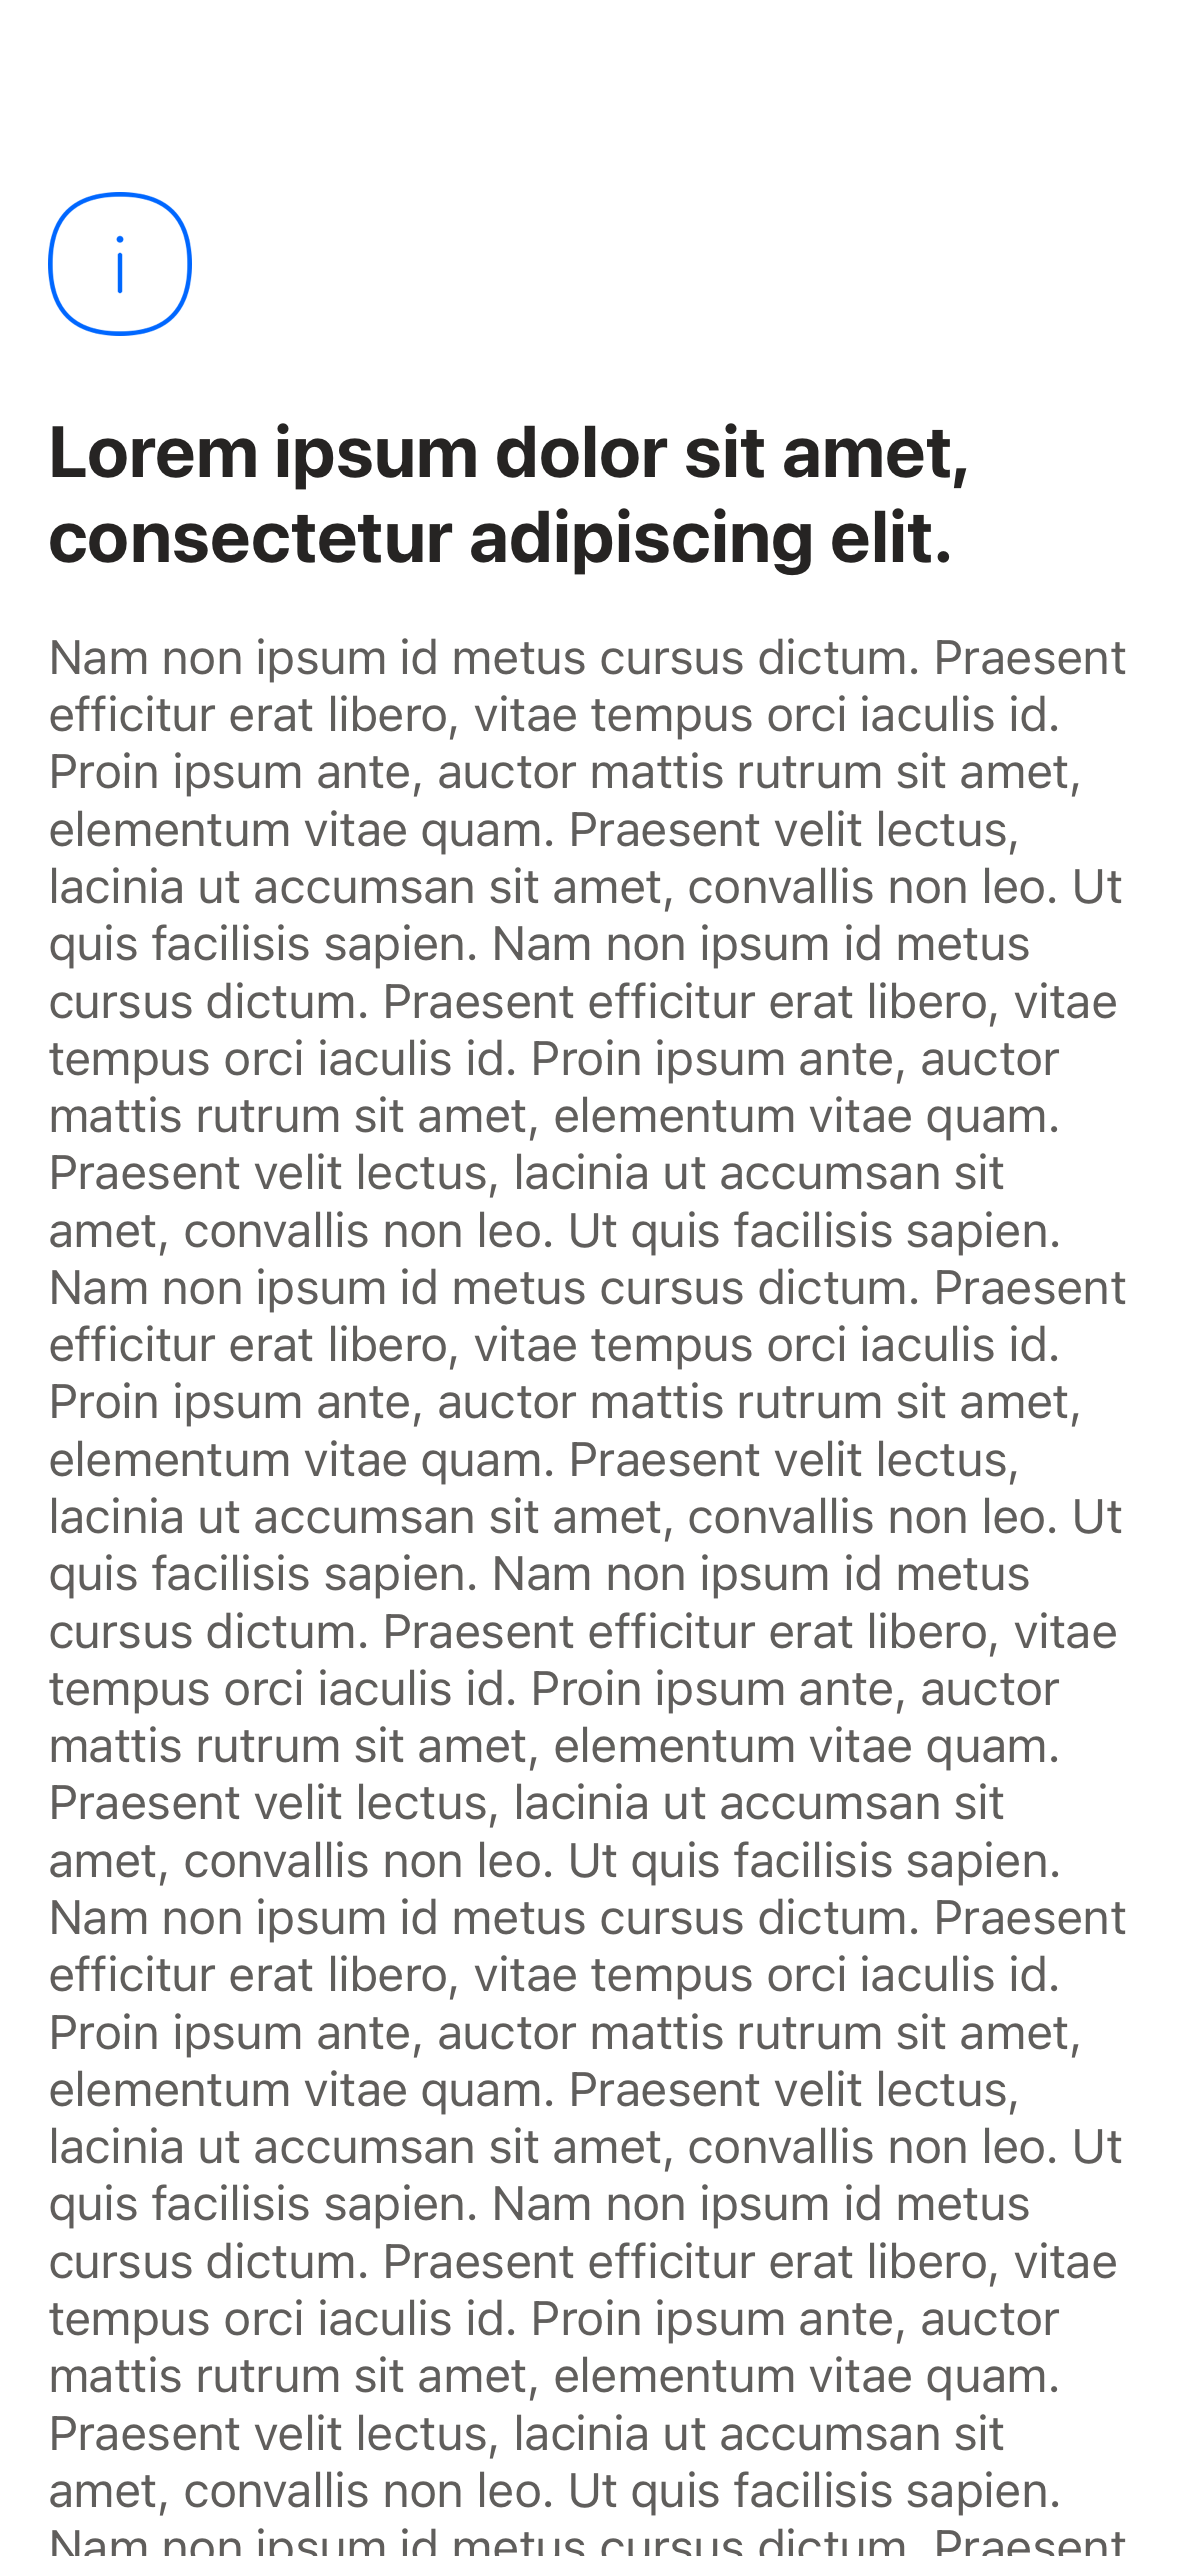 Lorem ipsum dolor sit amet,
consectetur adipiscing elit.
Nam non ipsum id metus cursus dictum. Praesent
efficitur erat libero, vitae tempus orci iaculis id.
Proin ipsum ante, auctor mattis rutrum sit amet,
elementum vitae quam. Praesent velit lectus,
lacinia ut accumsan sit amet, convallis non leo. Ut
quis facilisis sapien. Nam non ipsum id metus
cursus dictum. Praesent efficitur erat libero, vitae
tempus orci iaculis id. Proin ipsum ante, auctor
mattis rutrum sit amet, elementum vitae quam.
Praesent velit lectus, lacinia ut accumsan sit
amet, convallis non leo. Ut quis facilisis sapien.
Nam non ipsum id metus cursus dictum. Praesent
efficitur erat libero, vitae tempus orci iaculis id.
Proin ipsum ante, auctor mattis rutrum sit amet,
elementum vitae quam. Praesent velit lectus,
lacinia ut accumsan sit amet, convallis non leo. Ut
quis facilisis sapien. Nam non ipsum id metus
cursus dictum. Praesent efficitur erat libero, vitae
tempus orci iaculis id. Proin ipsum ante, auctor
mattis rutrum sit amet, elementum vitae quam.
Praesent velit lectus, lacinia ut accumsan sit
amet, convallis non leo. Ut quis facilisis sapien.
Nam non ipsum id metus cursus dictum. Praesent
efficitur erat libero, vitae tempus orci iaculis id.
Proin ipsum ante, auctor mattis rutrum sit amet,
elementum vitae quam. Praesent velit lectus,
lacinia ut accumsan sit amet, convallis non leo. Ut
quis facilisis sapien. Nam non ipsum id metus
cursus dictum. Praesent efficitur erat libero, vitae
tempus orci iaculis id. Proin ipsum ante, auctor
mattis rutrum sit amet, elementum vitae quam.
Praesent velit lectus, lacinia ut accumsan sit
amet, convallis non leo. Ut quis facilisis sapien.
Nam non ipsum id metus cursus dictum. Praesent